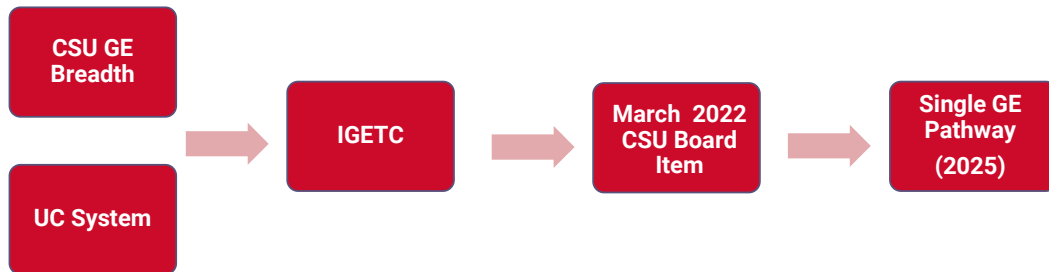 CSU GE
Breadth
UC System
IGETC
March 2022
CSU Board
Item
Single GE
Pathway
(2025)